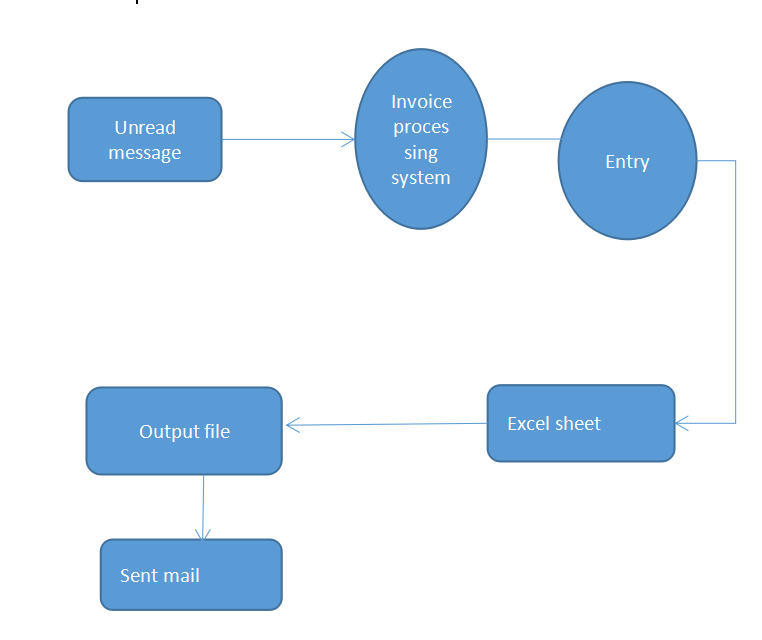 Unread
message
Invoice
proces
sing
system
Entry
Excel sheet
Output file
Sent mail